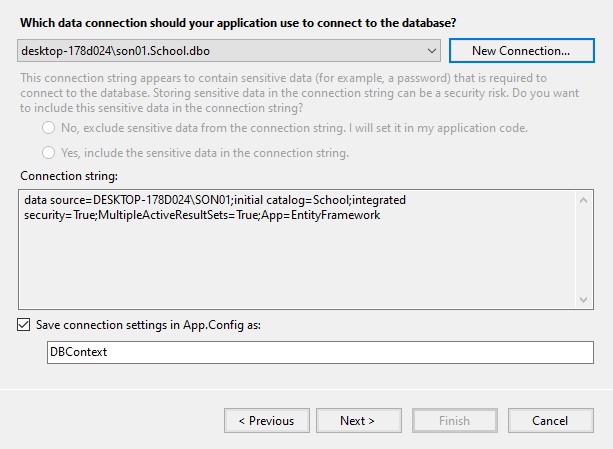 Which data connection should your application use to connect to the database?
desktop-178d024\son01.School.dbo
New Connection...
This connection string appears to contain sensitive data (for example, a password) that is required to
connect to the database. Storing sensitive data in the connection string can be a security risk. Do you want
to include this sensitive data in the connection string?
No, exclude sensitive data from the connection string. I will set it in my application code.
Yes, include the sensitive data in the connection string.
Connection string:
data source=DESKTOP-178D024\SON01;initial catalog=School;integrated
security=True;MultipleActiveResultSets=True;App=EntityFramework
Save connection settings in App.Config as:
DBContext
< Previous
Next >
Finish
Cancel